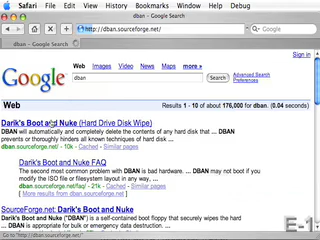 Safari File Edit View History Bookmarks Window Help Debug
dban - Google Search
http://dban.sourceforge.net/
Google
dban – Google Search
Web Images Video News Maps more »
Google
dban
Search
Advanced Search
Preferences
Web
Results 1 - 10 of about 176,000 for dban. (0.04 seconds)
Darik's Boot and Nuke (Hard Drive Disk Wipe)
DBAN will automatically and completely delete the contents of any hard disk that ... DBAN
prevents or thoroughly hinders all known techniques of hard disk ...
dban.sourceforge.net/ - 10k - Cached - Similar pages
Darik's Boot and Nuke FAQ
The second most common problem with DBAN is bad hardware. ... DBAN may not boot if you
modify the ISO file or filesystem layout in any way, ...
dban.sourceforge.net/faq/ - 21k - Cached - Similar pages
[ More results from dban.sourceforge.net ]
SourceForge.net: Darik's Boot and Nuke
Darik's Boot and Nuke ("DBAN") is a self-contained boot floppy that securely wipes the hard
... DBAN is appropriate for bulk or emergency data destruction. ...
Go to "http://dban.sourceforge.net/"